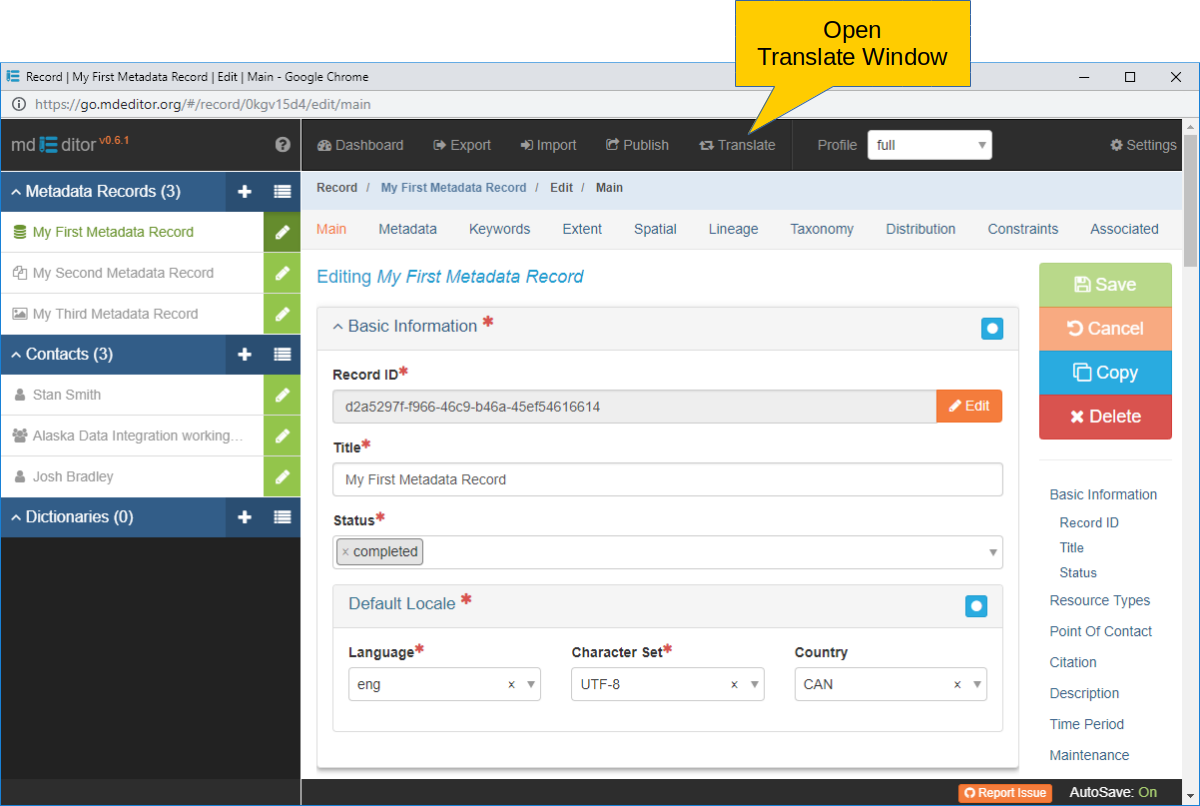 Open
Translate Window
Record | My First Metadata Record | Edit | Main - Google Chrome
https://go.mdeditor.org/#/record/0kgv15d4/edit/main
md Editor v0.6.1
Dashboard Export Import Publish Translate Profile full Settings
Metadata Records (3)
My First Metadata Record
My Second Metadata Record
My Third Metadata Record
Contacts (3)
Stan Smith
Alaska Data Integration working...
Josh Bradley
Dictionaries (0)
Record / My First Metadata Record / Edit / Main
Main Metadata Keywords Extent Spatial Lineage Taxonomy Distribution Constraints Associated
Editing My First Metadata Record
Basic Information *
Record ID*
d2a5297f-f966-46c9-b46a-45ef54616614 Edit
Title*
My First Metadata Record
Status*
× completed
Default Locale *
Language* Character Set* Country
eng × UTF-8 × CAN ×
Save
Cancel
Copy
Delete
Basic Information
Record ID
Title
Status
Resource Types
Point Of Contact
Citation
Description
Time Period
Maintenance
Report Issue AutoSave: On